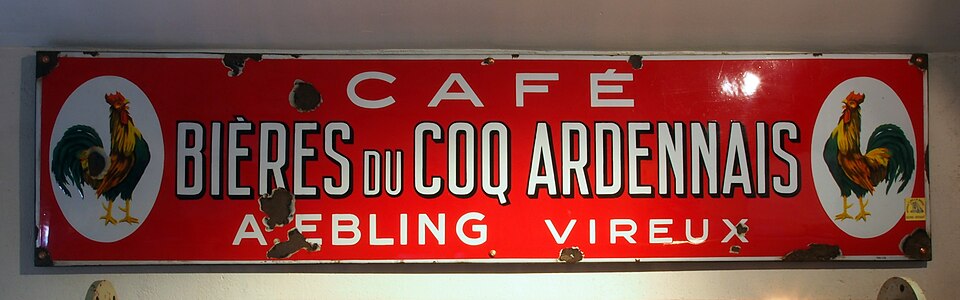 CAFÉ
BIÈRES DU COQ ARDENNAIS
A. EBLING VIREUX